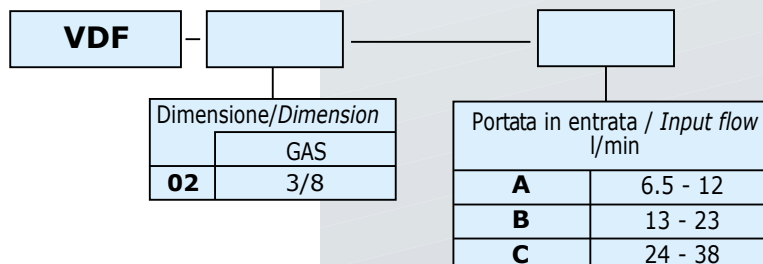 VDF –
Dimensione/Dimension
GAS
02 3/8
Portata in entrata / Input flow
l/min
A 6.5 - 12
B 13 - 23
C 24 - 38